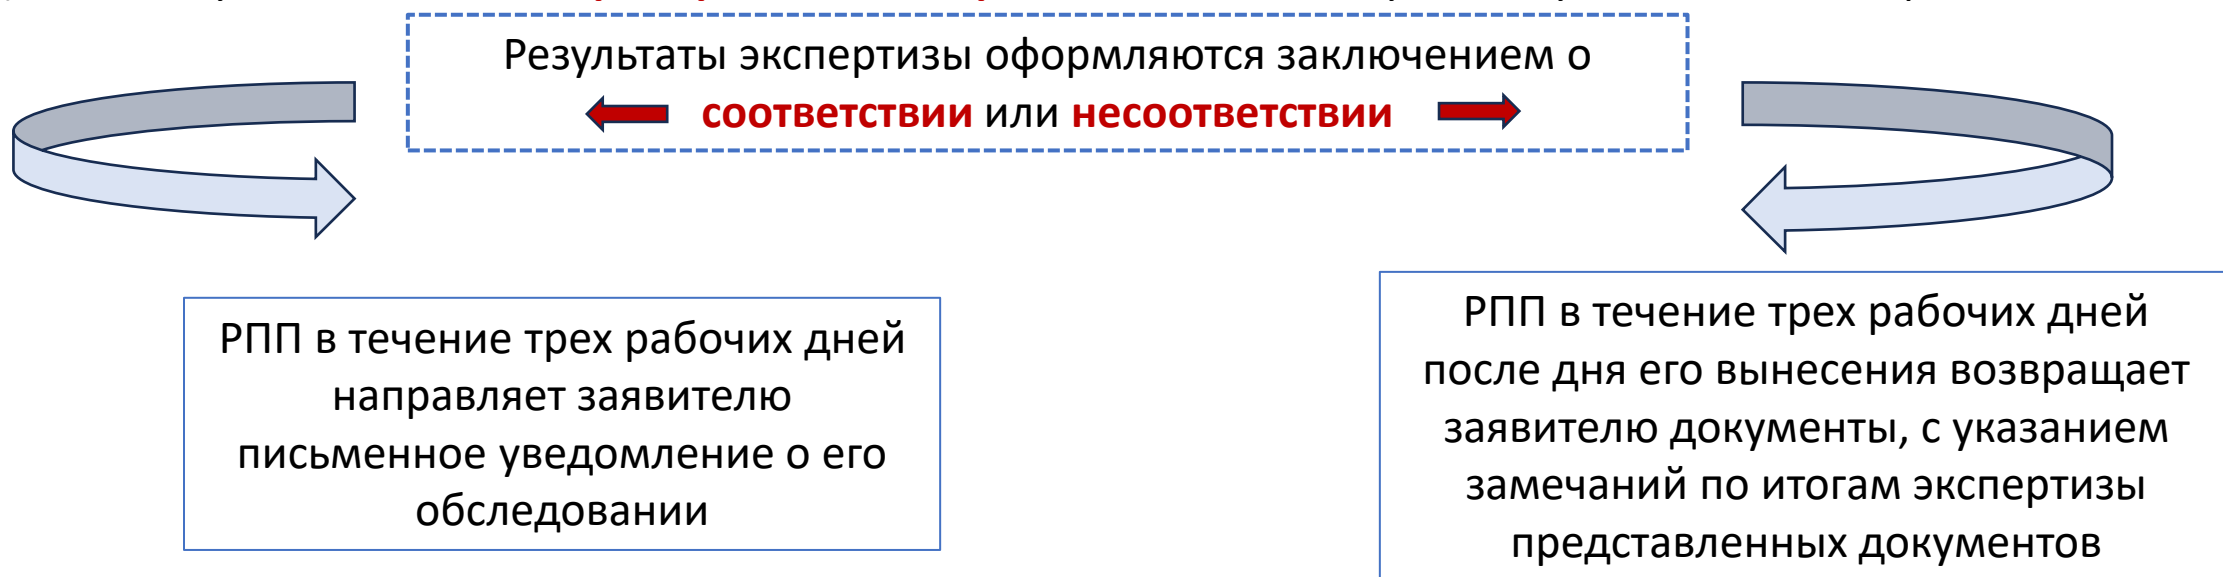 Результаты экспертизы оформляются заключением о
соответствии или несоответствии
РПП в течение трех рабочих дней
направляет заявителю
письменное уведомление о его
обследовании
РПП в течение трех рабочих дней
после дня его вынесения возвращает
заявителю документы, с указанием
замечаний по итогам экспертизы
представленных документов